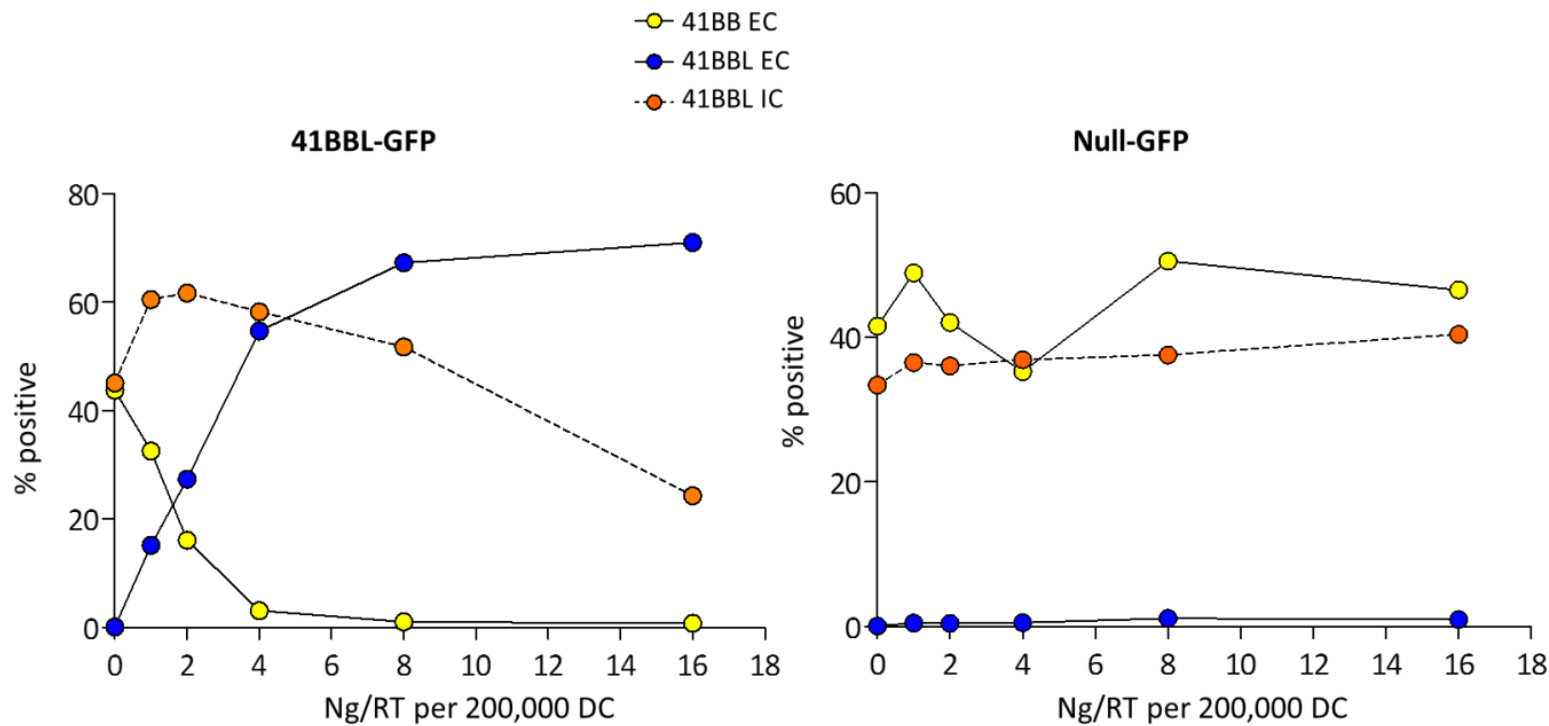 41BB EC
41BBL EC
41BBL IC
41BBL-GFP
80
60
40
20
0
% positive
0 2 4 6 8 10 12 14 16 18
Ng/RT per 200,000 DC
Null-GFP
60
40
20
0
% positive
0 2 4 6 8 10 12 14 16 18
Ng/RT per 200,000 DC